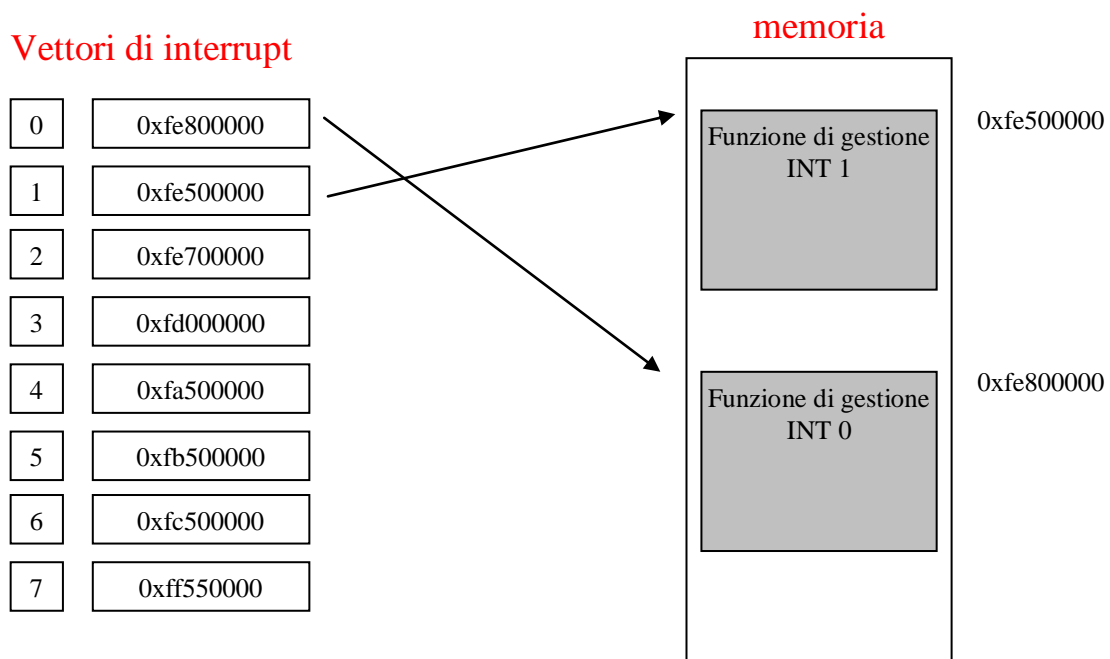 Vettori di interrupt
0 0xfe800000
1 0xfe500000
2 0xfe700000
3 0xfd000000
4 0xfa500000
5 0xfb500000
6 0xfc500000
7 0xff550000
memoria
Funzione di gestione
INT 1
0xfe500000
Funzione di gestione
INT 0
0xfe800000